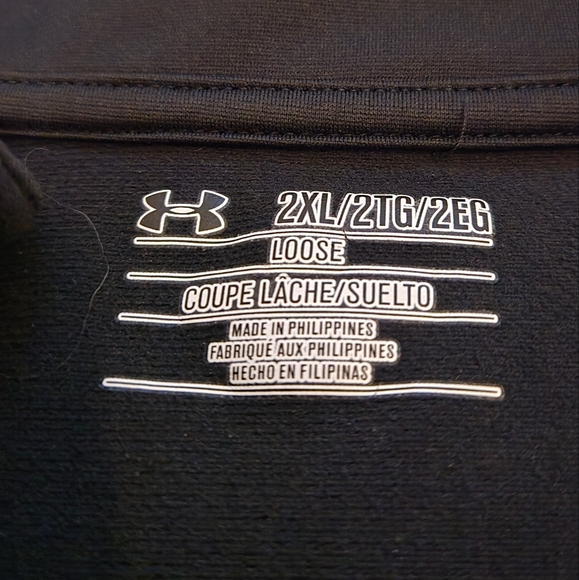 2XL/2TG/2EG
LOOSE
COUPE LÂCHE/SUELTO
MADE IN PHILIPPINES
FABRIQUÉ AUX PHILIPPINES
HECHO EN FILIPINAS